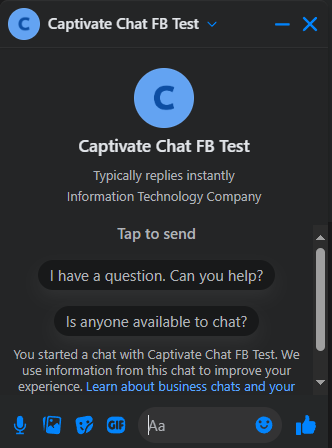 C Captivate Chat FB Test
C
Captivate Chat FB Test
Typically replies instantly
Information Technology Company
Tap to send
I have a question. Can you help?
Is anyone available to chat?
You started a chat with Captivate Chat FB Test. We
use information from this chat to improve your
experience. Learn about business chats and your
GIF Aa